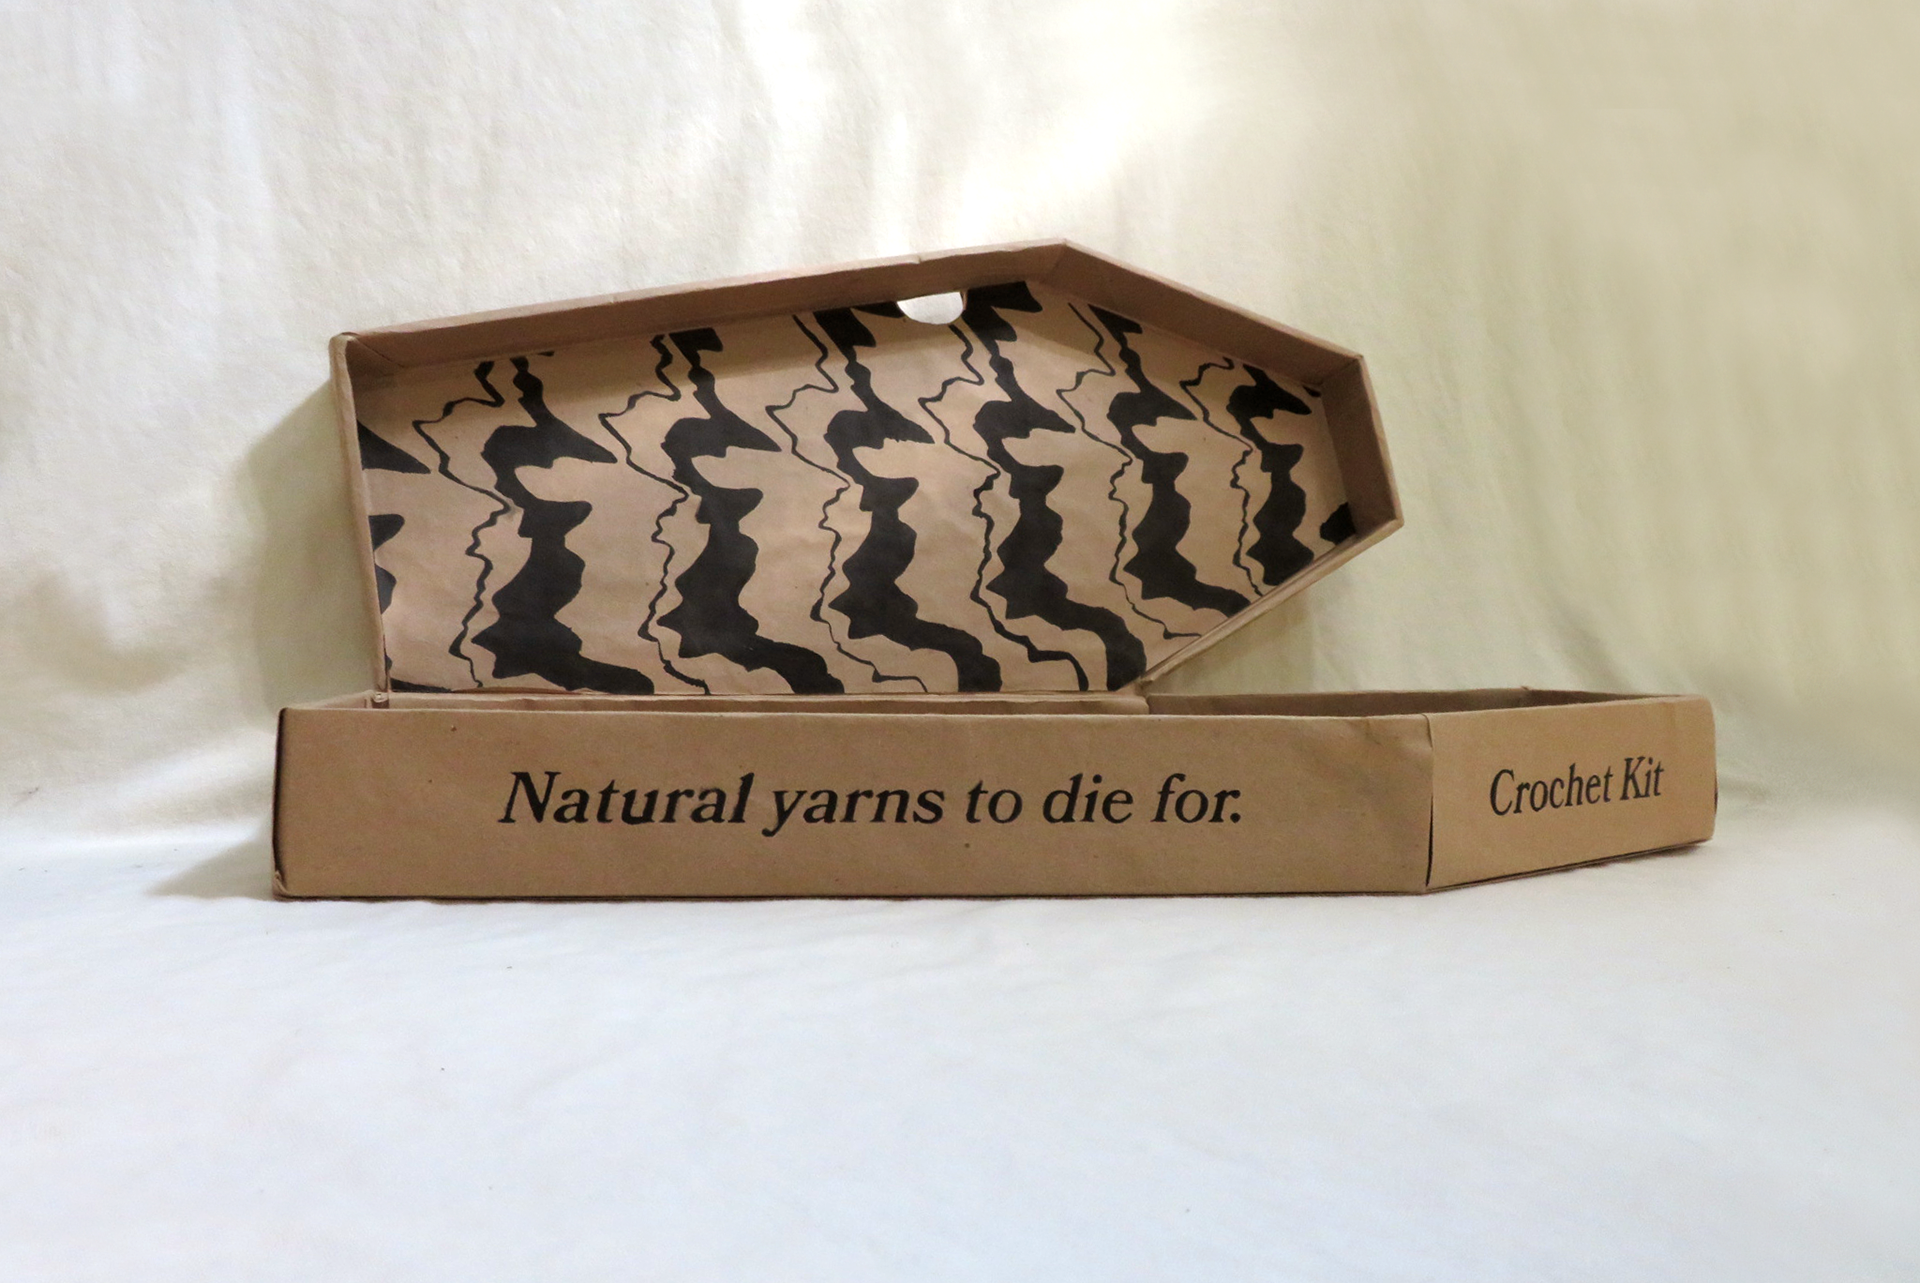 Natural yarns to die for.
Crochet Kit